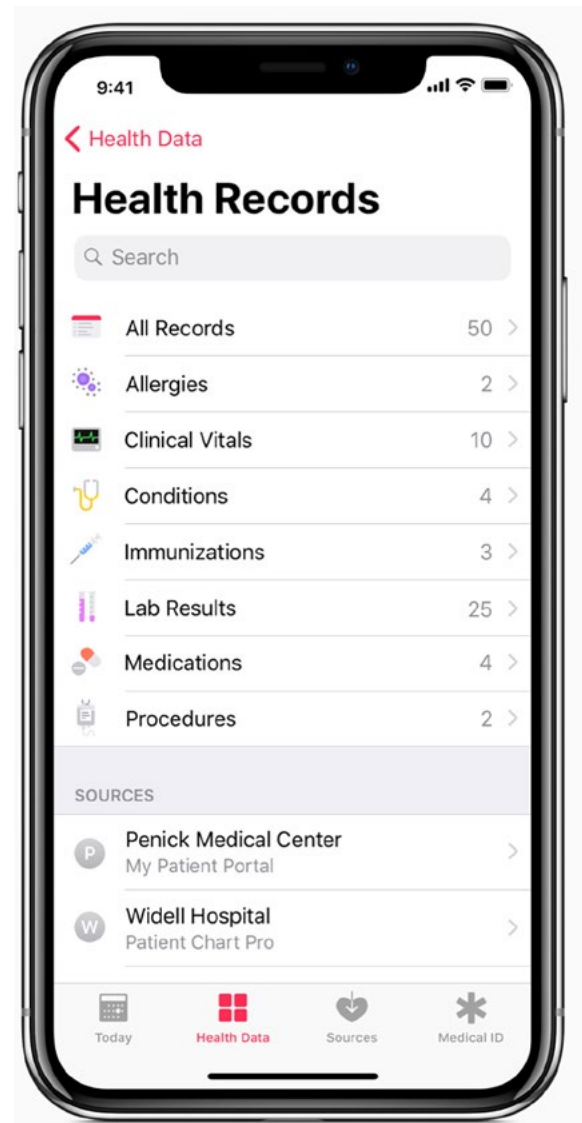 9:41
Health Data
Health Records
Search
All Records 50
Allergies 2
Clinical Vitals 10
Conditions 4
Immunizations 3
Lab Results 25
Medications 4
Procedures 2
SOURCES
P Penick Medical Center
My Patient Portal
W Widell Hospital
Patient Chart Pro
Today Health Data Sources Medical ID